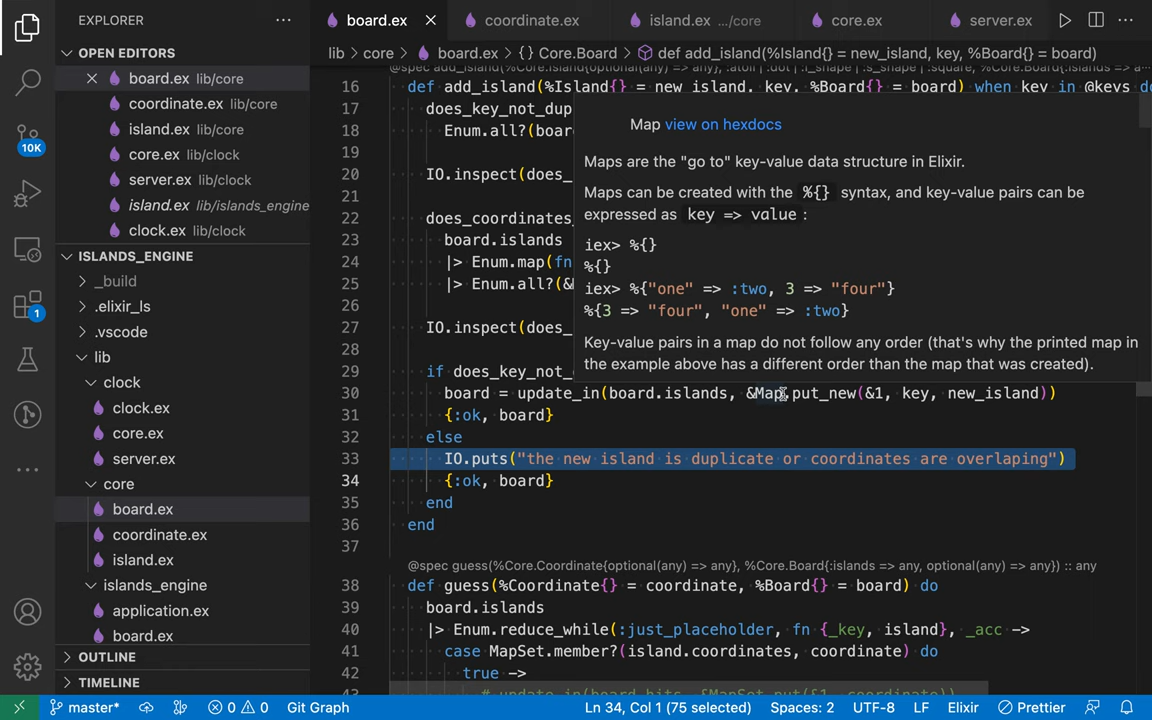 EXPLORER
OPEN EDITORS
board.ex lib/core
coordinate.ex lib/core
island.ex lib/core
core.ex lib/clock
server.ex lib/clock
island.ex lib/islands_engine
clock.ex lib/clock
ISLANDS_ENGINE
_build
.elixir_ls
.vscode
lib
clock
clock.ex
core.ex
server.ex
core
board.ex
coordinate.ex
island.ex
islands_engine
application.ex
board.ex
OUTLINE
TIMELINE
10K
1
board.ex
coordinate.ex
island.ex .../core
core.ex
server.ex
lib > core > board.ex > {} Core.Board > def add_island(%Island{} = new_island, key, %Board{} = board)
16 def add_island(%Island{} = new_island, key, %Board{} = board) when key in @keys do
17 does_key_not_dup
18 Enum.all?(boar
19
20 IO.inspect(does_
21
22 does_coordinates_
23 board.islands
24 |> Enum.map(fn
25 |> Enum.all?(&
26
27 IO.inspect(does_
28
29 if does_key_not_
30 board = update_in(board.islands, &Map.put_new(&1, key, new_island))
31 {:ok, board}
32 else
33 IO.puts("the new island is duplicate or coordinates are overlaping")
34 {:ok, board}
35 end
36 end
37
@spec guess(%Core.Coordinate{optional(any) => any}, %Core.Board{:islands => any, optional(any) => any}) :: any
38 def guess(%Coordinate{} = coordinate, %Board{} = board) do
39 board.islands
40 |> Enum.reduce_while(:just_placeholder, fn {_key, island}, _acc ->
41 case MapSet.member?(island.coordinates, coordinate) do
42 true ->
43 # update_in(board.hits, &MapSet.put(&1, coordinate))
Map view on hexdocs
Maps are the "go to" key-value data structure in Elixir.
Maps can be created with the %{} syntax, and key-value pairs can be
expressed as key => value :
iex> %{}
%{}
iex> %{"one" => :two, 3 => "four"}
%{3 => "four", "one" => :two}
Key-value pairs in a map do not follow any order (that's why the printed map in
the example above has a different order than the map that was created).
master*
0 0
Git Graph
Ln 34, Col 1 (75 selected)
Spaces: 2
UTF-8
LF
Elixir
Prettier